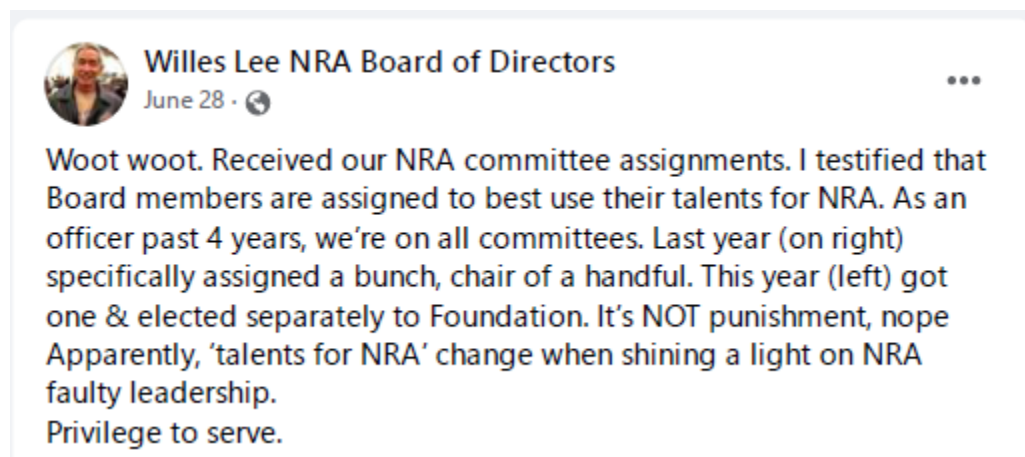 Willes Lee NRA Board of Directors
June 28 ·
Woot woot. Received our NRA committee assignments. I testified that
Board members are assigned to best use their talents for NRA. As an
officer past 4 years, we're on all committees. Last year (on right)
specifically assigned a bunch, chair of a handful. This year (left) got
one & elected separately to Foundation. It's NOT punishment, nope
Apparently, ‘talents for NRA’ change when shining a light on NRA
faulty leadership.
Privilege to serve.